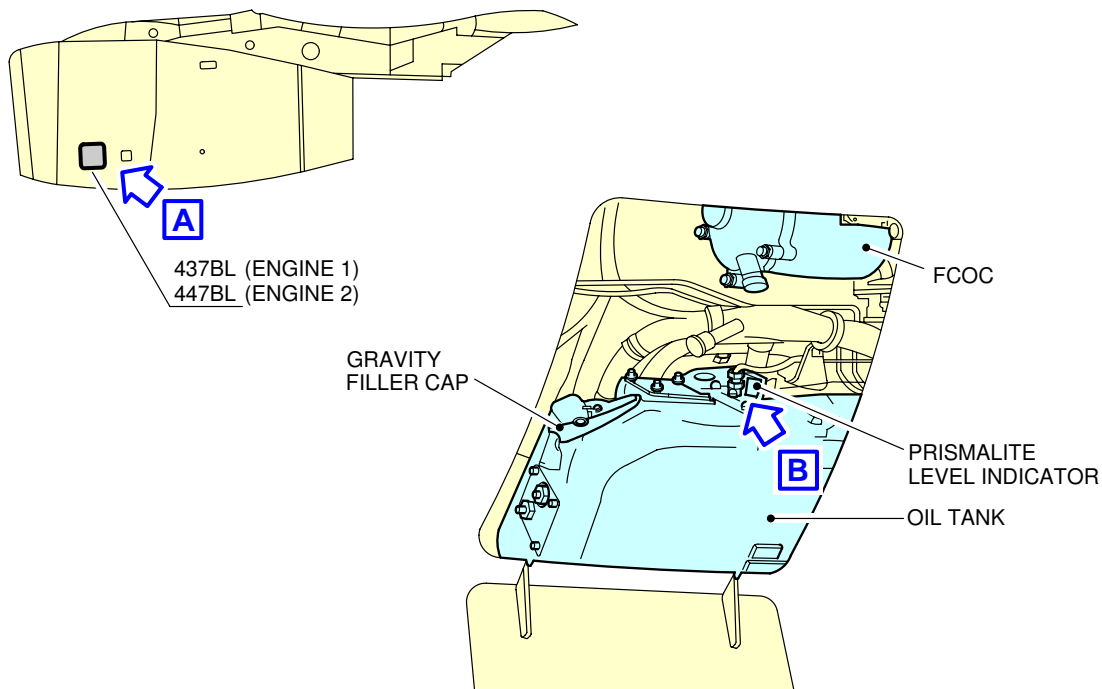 A
437BL (ENGINE 1)
447BL (ENGINE 2)
FCOC
GRAVITY
FILLER CAP
B
PRISMALITE
LEVEL INDICATOR
OIL TANK